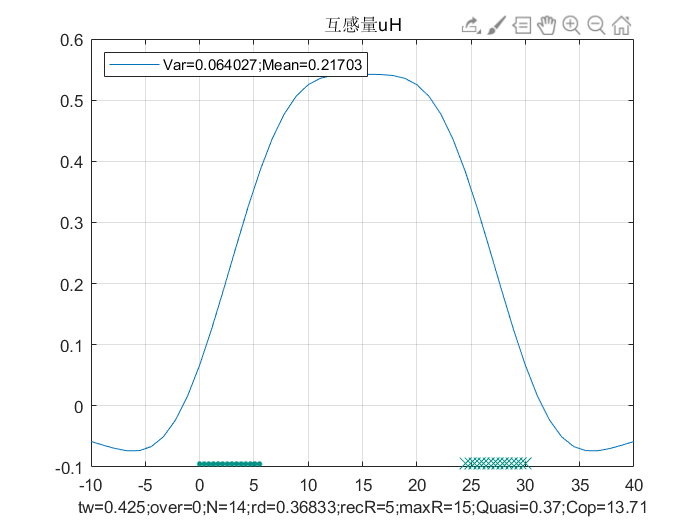 互感量uH
0.6
Var=0.064027;Mean=0.21703
0.5
0.4
0.3
0.2
0.1
0
-0.1
-10 -5 0 5 10 15 20 25 30 35 40
tw=0.425;over=0;N=14;rd=0.36833;recR=5;maxR=15;Quasi=0.37;Cop=13.71